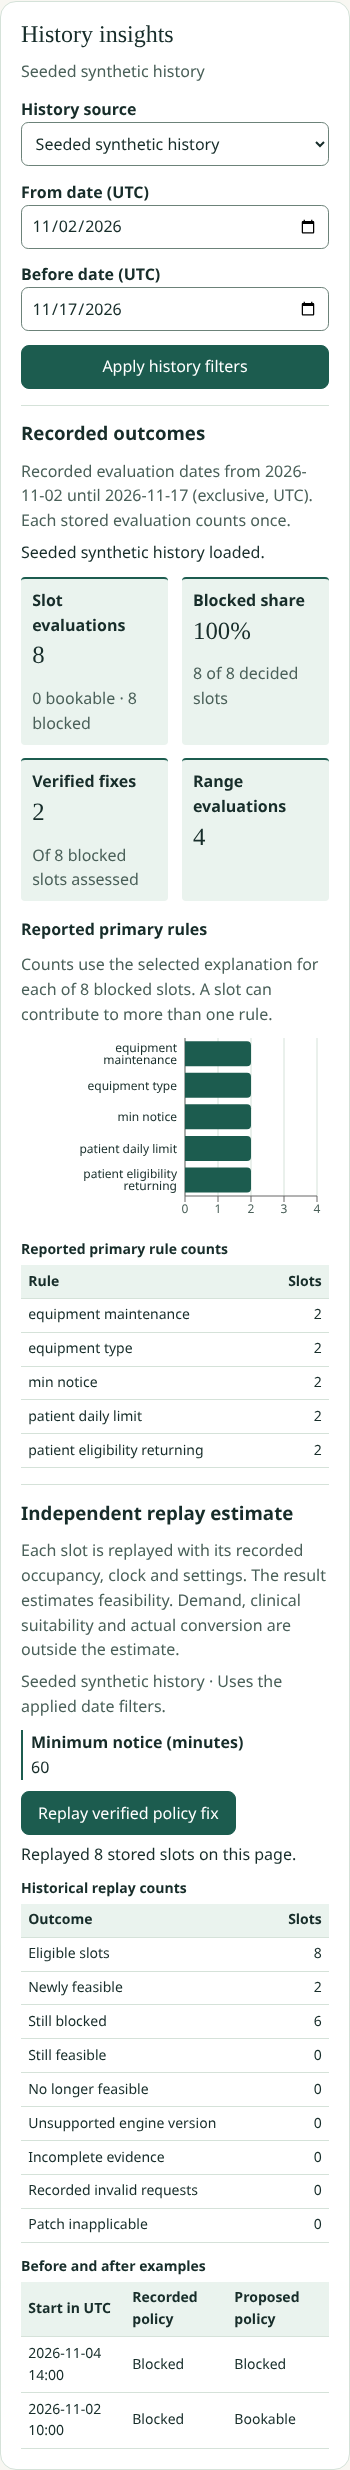 History insights
Seeded synthetic history
History source
Seeded synthetic history
From date (UTC)
11/02/2026
Before date (UTC)
11/17/2026
Apply history filters
Recorded outcomes
Recorded evaluation dates from 2026-
11-02 until 2026-11-17 (exclusive, UTC).
Each stored evaluation counts once.
Seeded synthetic history loaded.
Slot
evaluations
8
0 bookable · 8
blocked
Blocked share
100%
8 of 8 decided
slots
Verified fixes
2
Of 8 blocked
slots assessed
Range
evaluations
4
Reported primary rules
Counts use the selected explanation for
each of 8 blocked slots. A slot can
contribute to more than one rule.
equipment
maintenance
equipment type
min notice
patient daily limit
patient eligibility
returning
0 1 2 3 4
Reported primary rule counts
Rule Slots
equipment maintenance 2
equipment type 2
min notice 2
patient daily limit 2
patient eligibility returning 2
Independent replay estimate
Each slot is replayed with its recorded
occupancy, clock and settings. The result
estimates feasibility. Demand, clinical
suitability and actual conversion are
outside the estimate.
Seeded synthetic history · Uses the
applied date filters.
Minimum notice (minutes)
60
Replay verified policy fix
Replayed 8 stored slots on this page.
Historical replay counts
Outcome Slots
Eligible slots 8
Newly feasible 2
Still blocked 6
Still feasible 0
No longer feasible 0
Unsupported engine version 0
Incomplete evidence 0
Recorded invalid requests 0
Patch inapplicable 0
Before and after examples
Start in UTC Recorded policy Proposed policy
2026-11-04 14:00 Blocked Blocked
2026-11-02 10:00 Blocked Bookable